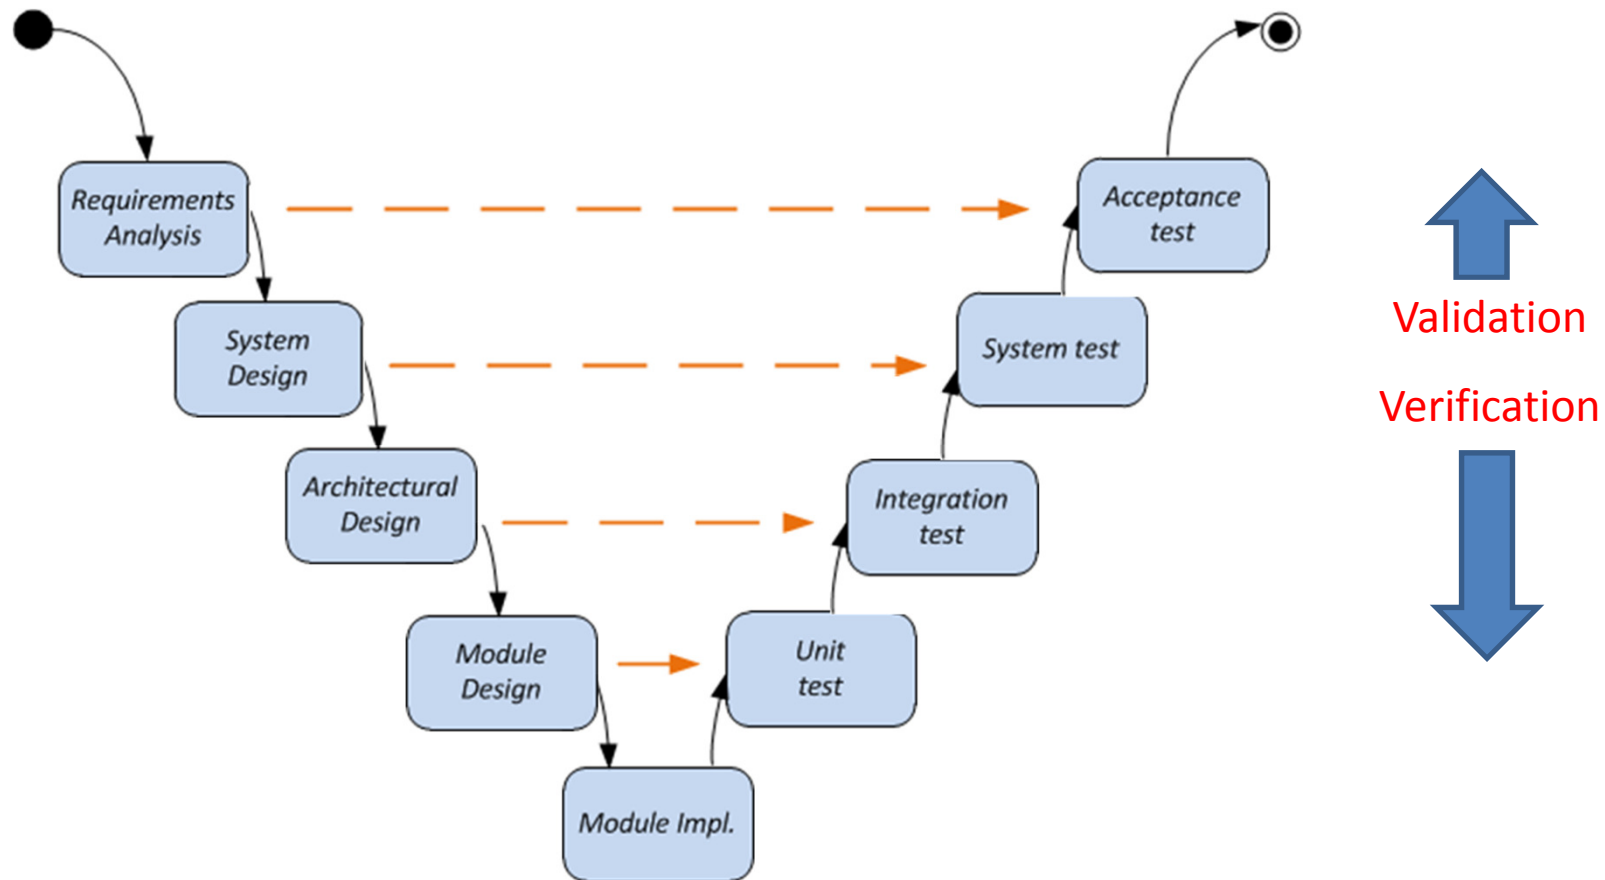 Requirements
Analysis
Acceptance
test
System
Design
System test
Validation
Verification
Architectural
Design
Integration
test
Module
Design
Unit
test
Module Impl.